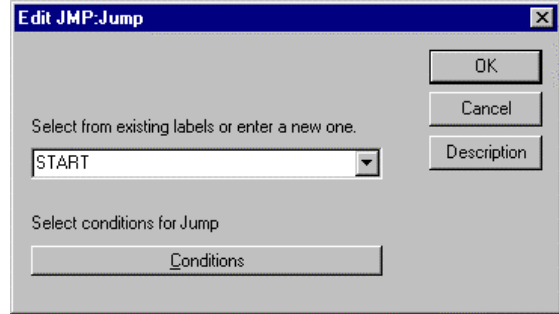 Edit JMP:Jump
OK
Cancel
Select from existing labels or enter a new one.
Description
START
Select conditions for Jump
Conditions